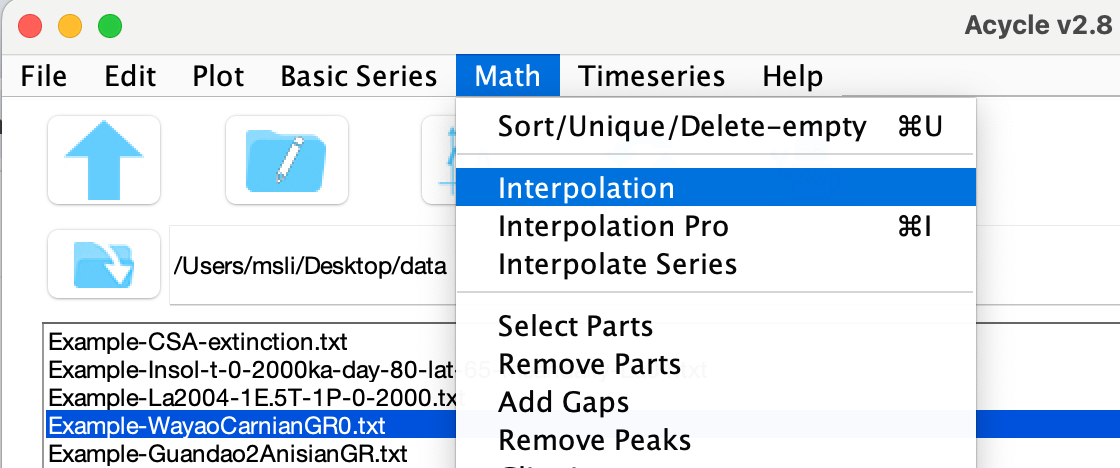 Acycle v2.8
File Edit Plot Basic Series Math Timeseries Help
Sort/Unique/Delete-empty ⌘U
Interpolation
Interpolation Pro ⌘I
Interpolate Series
/Users/msli/Desktop/data
Select Parts
Remove Parts
Add Gaps
Remove Peaks
Example-CSA-extinction.txt
Example-Insol-t-0-2000ka-day-80-lat-65
Example-La2004-1E.5T-1P-0-2000.txt
Example-WayaoCarnianGR0.txt
Example-Guandao2AnisianGR.txt